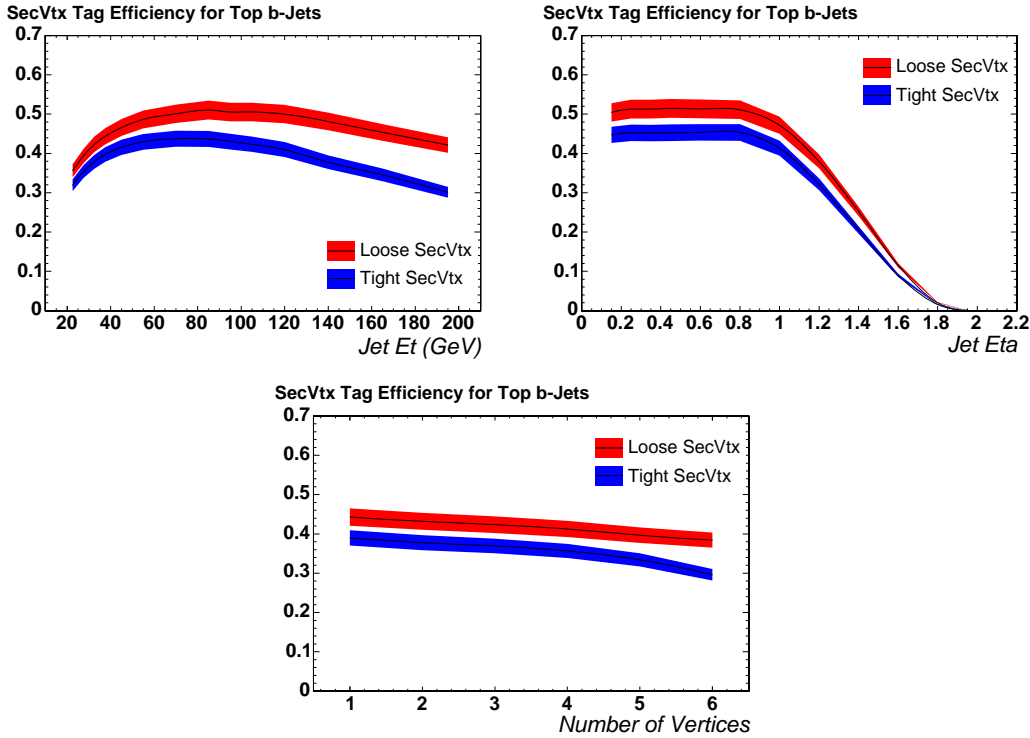 SecVtx Tag Efficiency for Top b-Jets
0.7
0.6
0.5
0.4
0.3
0.2
0.1
0
Loose SecVtx
Tight SecVtx
20 40 60 80 100 120 140 160 180 200
Jet Et (GeV)
SecVtx Tag Efficiency for Top b-Jets
0.7
0.6
0.5
0.4
0.3
0.2
0.1
0
Loose SecVtx
Tight SecVtx
0 0.2 0.4 0.6 0.8 1 1.2 1.4 1.6 1.8 2 2.2
Jet Eta
SecVtx Tag Efficiency for Top b-Jets
0.7
0.6
0.5
0.4
0.3
0.2
0.1
0
Loose SecVtx
Tight SecVtx
1 2 3 4 5 6
Number of Vertices